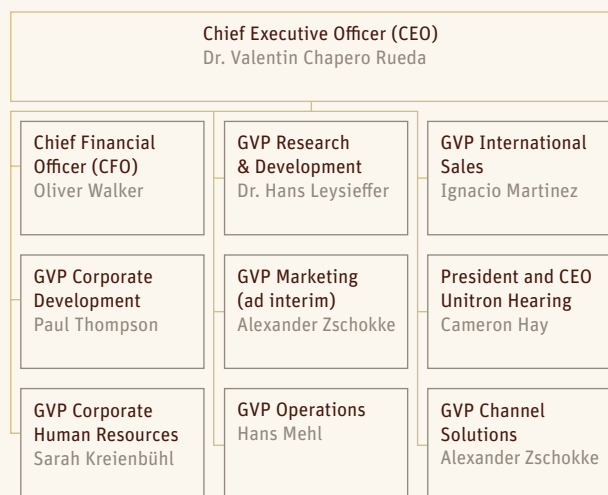 Chief Executive Officer (CEO)
Dr. Valentin Chapero Rueda
Chief Financial
Officer (CFO)
Oliver Walker
GVP Research
& Development
Dr. Hans Leysieffer
GVP International
Sales
Ignacio Martinez
GVP Corporate
Development
Paul Thompson
GVP Marketing
(ad interim)
Alexander Zschokke
President and CEO
Unitron Hearing
Cameron Hay
GVP Corporate
Human Resources
Sarah Kreienbühl
GVP Operations
Hans Mehl
GVP Channel
Solutions
Alexander Zschokke